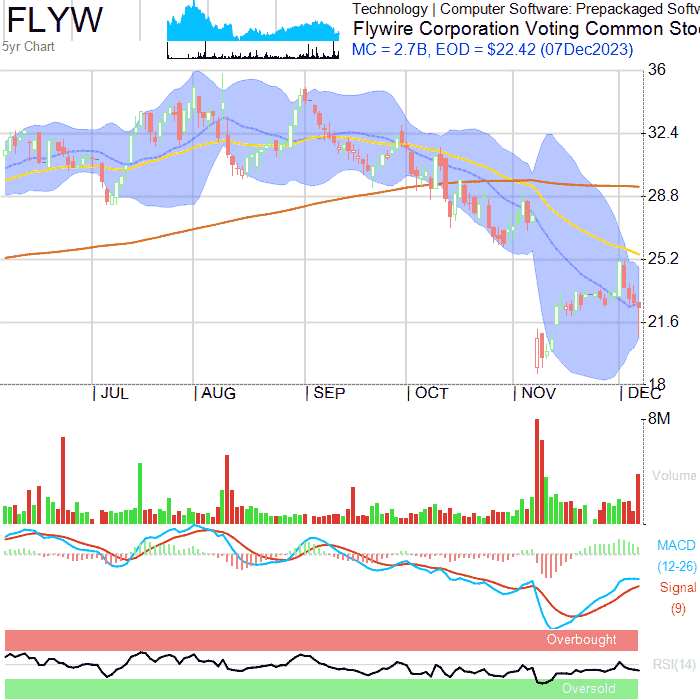 FLYW
Technology | Computer Software: Prepackaged Softw
Flywire Corporation Voting Common Sto
5yr Chart
MC = 2.7B, EOD = $22.42 (07Dec2023)
36
32.4
28.8
25.2
21.6
18
| JUL | AUG | SEP | OCT | NOV | DEC
8M
Volume
MACD
(12-26)
Signal
(9)
Overbought
RSI(14)
Oversold